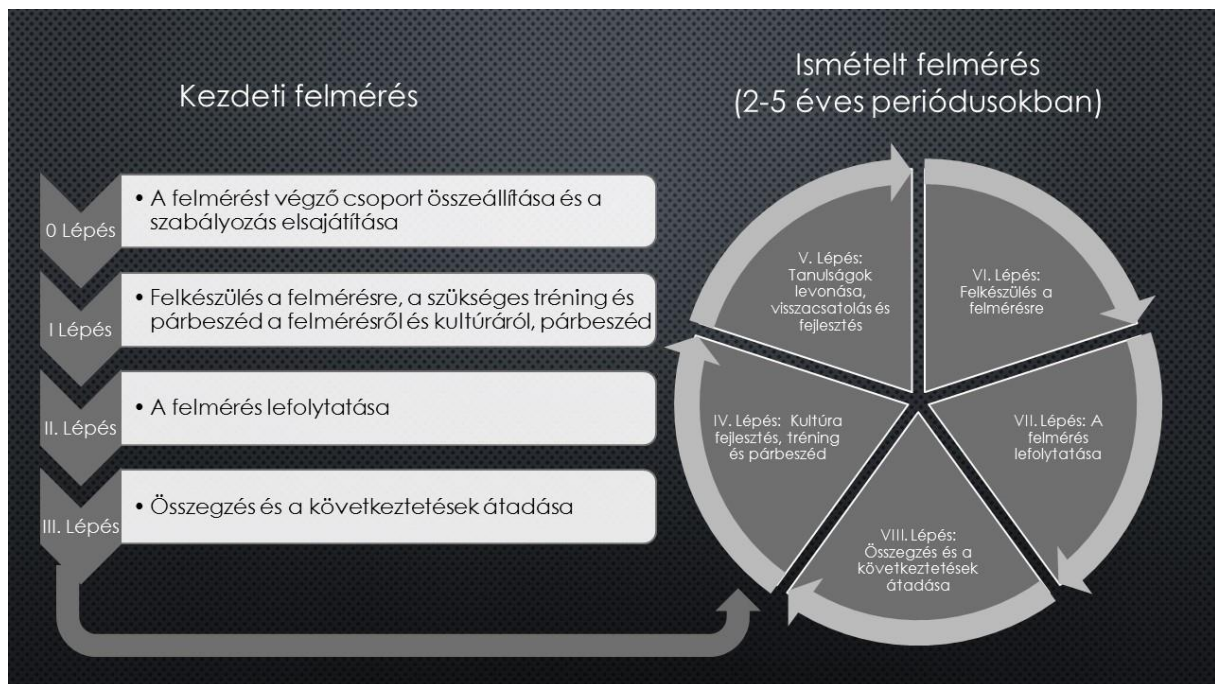 Kezdeti felmérés
0 Lépés
• A felmérést végző csoport összeállítása és a
szabályozás elsajátítása
I Lépés
• Felkészülés a felmérésre, a szükséges tréning és
párbeszéd a felmérésről és kultúráról, párbeszéd
II. Lépés
• A felmérés lefolytatása
III. Lépés
• Összegzés és a következtetések átadása
Ismételt felmérés
(2-5 éves periódusokban)
IV. Lépés: Kultúra
fejlesztés, tréning
és párbeszéd
V. Lépés:
Tanulságok
levonása,
visszacsatolás és
fejlesztés
VI. Lépés:
Felkészülés a
felmérésre
VII. Lépés: A
felmérés
lefolytatása
VIII. Lépés:
Összegzés és a
következtetések
átadása